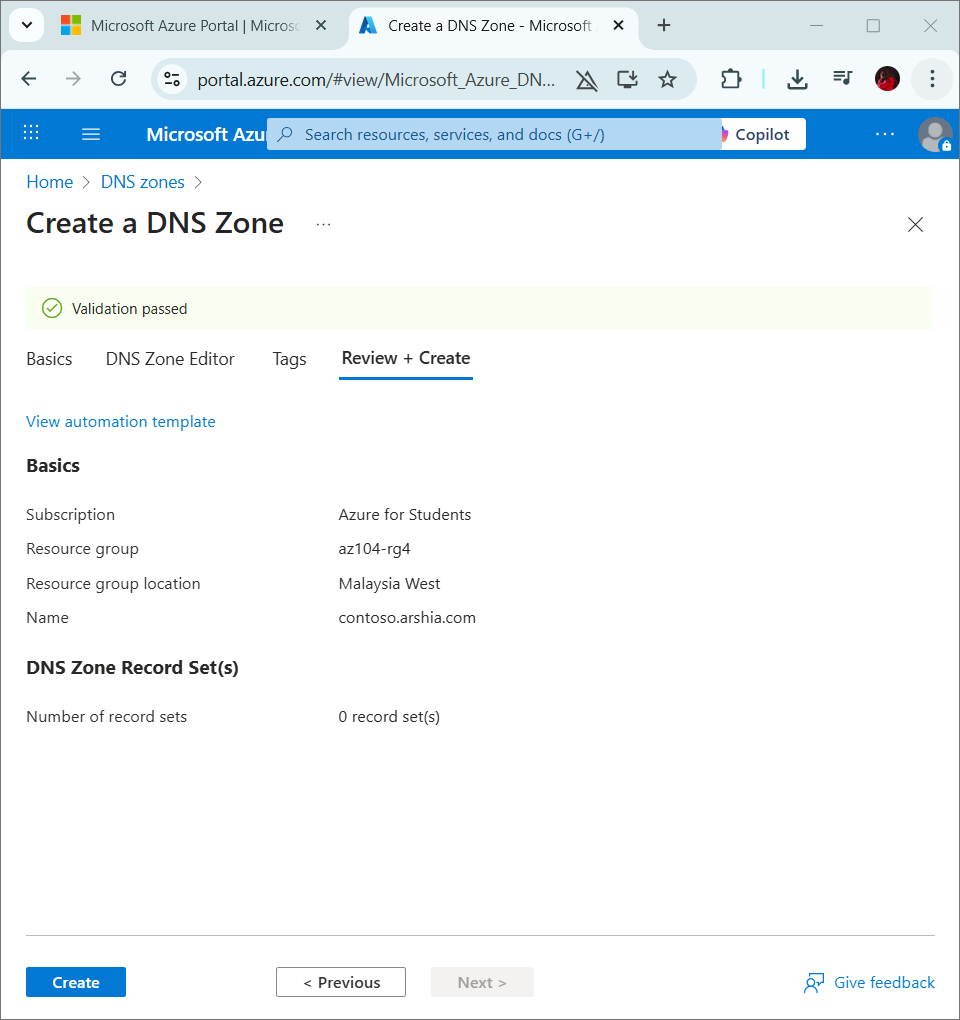 Microsoft Azure Portal | Micros
Create a DNS Zone - Microsoft
portal.azure.com/#view/Microsoft_Azure_DN...
Microsoft Azu
Search resources, services, and docs (G+/)
Copilot
Home > DNS zones >
Create a DNS Zone ...
Validation passed
Basics DNS Zone Editor Tags Review + Create
View automation template
Basics
Subscription Azure for Students
Resource group az104-rg4
Resource group location Malaysia West
Name contoso.arshia.com
DNS Zone Record Set(s)
Number of record sets 0 record set(s)
Create < Previous Next > Give feedback